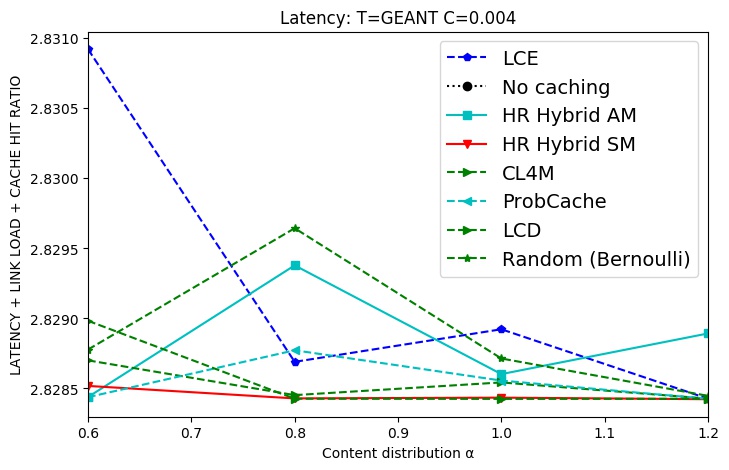 Latency: T=GEANT C=0.004
LATENCY + LINK LOAD + CACHE HIT RATIO
2.8310
2.8305
2.8300
2.8295
2.8290
2.8285
LCE
No caching
HR Hybrid AM
HR Hybrid SM
CL4M
ProbCache
LCD
Random (Bernoulli)
0.6 0.7 0.8 0.9 1.0 1.1 1.2
Content distribution α